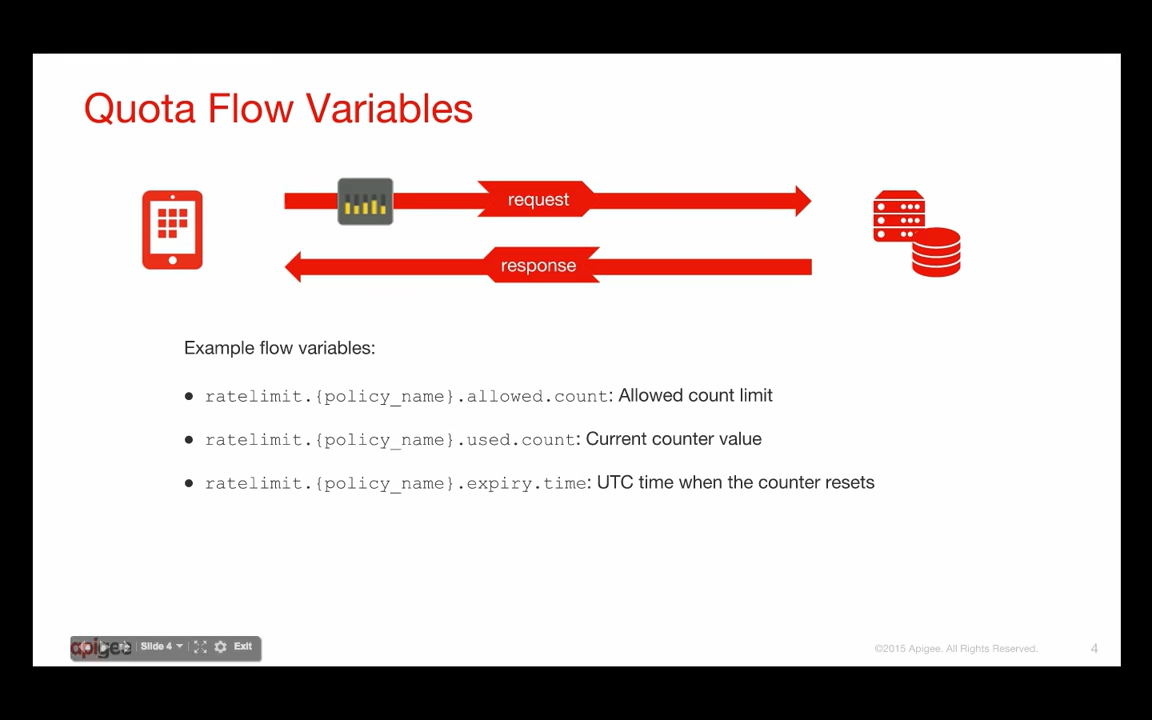 Quota Flow Variables
request
response
Example flow variables:
● ratelimit.{policy_name}.allowed.count: Allowed count limit
● ratelimit.{policy_name}.used.count: Current counter value
● ratelimit.{policy_name}.expiry.time: UTC time when the counter resets
apigee
Slide 4
Exit
©2015 Apigee. All Rights Reserved.
4